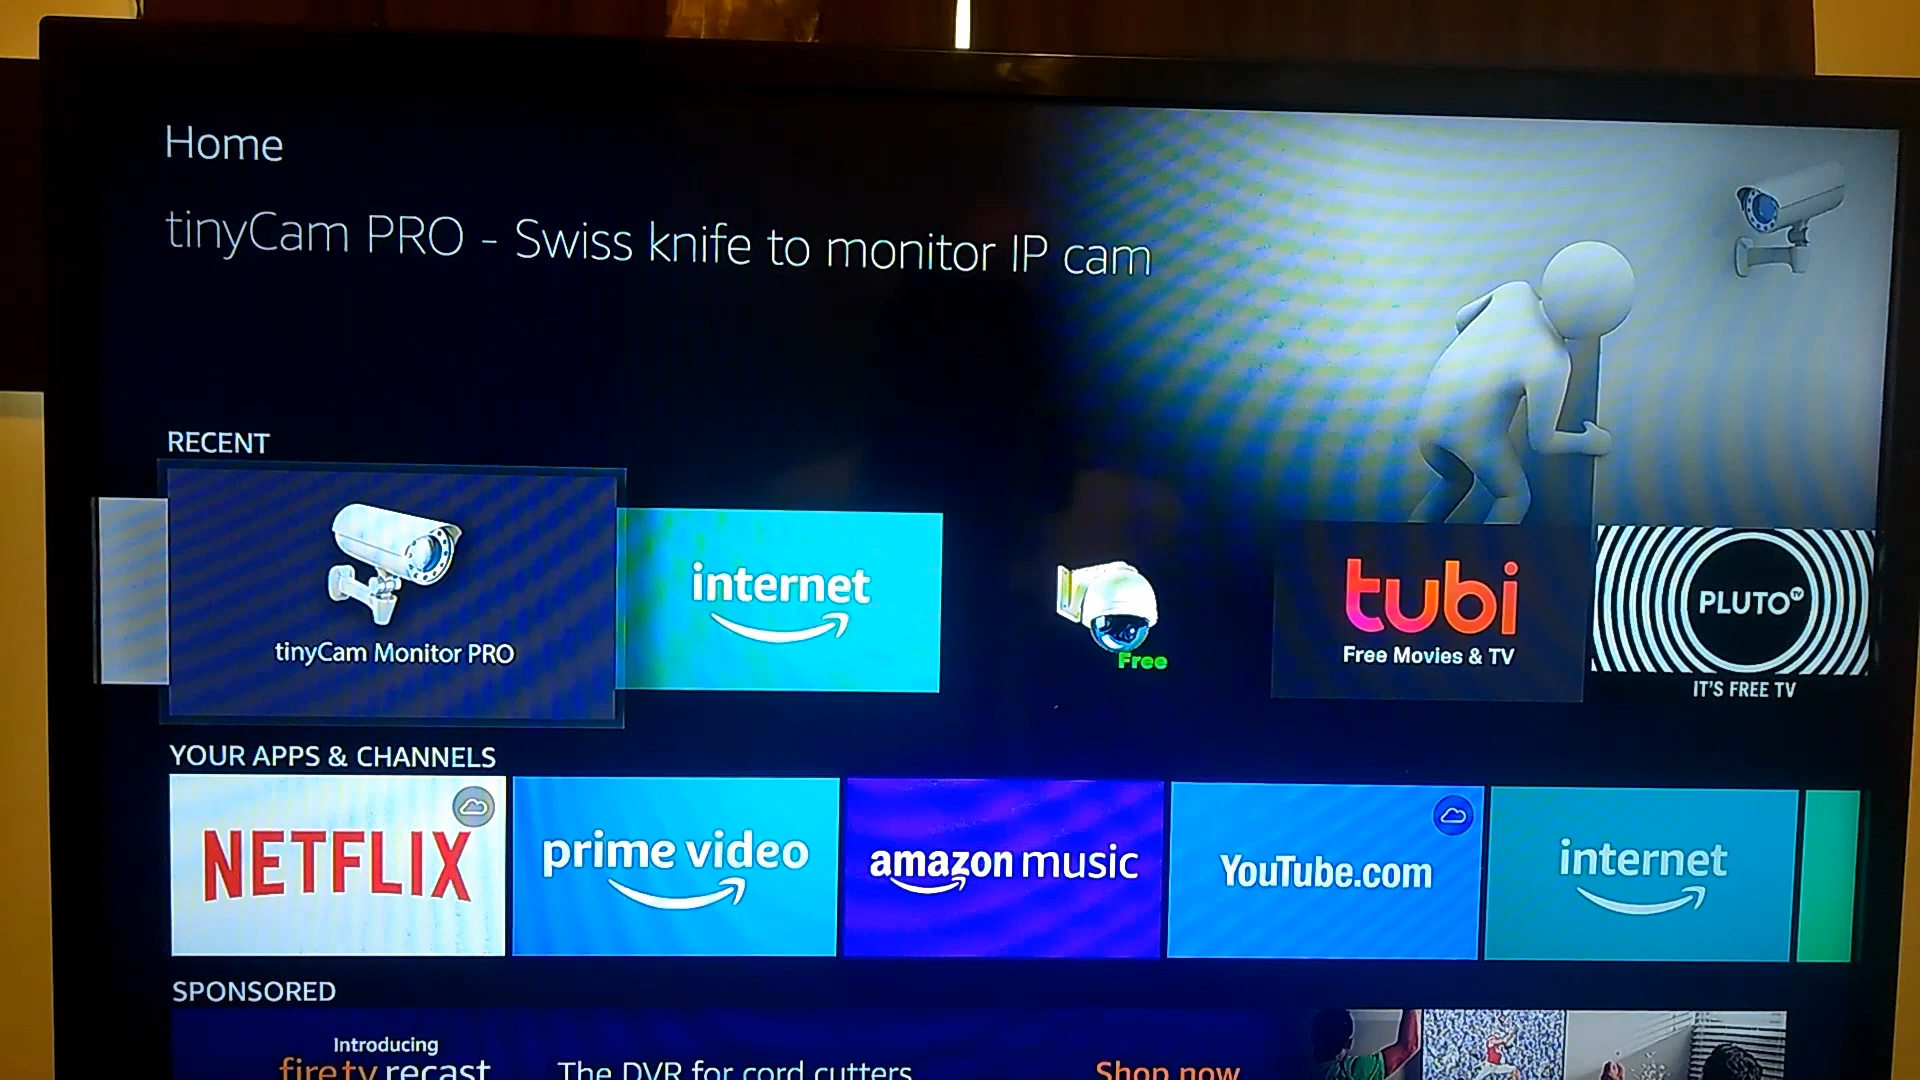 Home
tinyCam PRO - Swiss knife to monitor IP cam
RECENT
tinyCam Monitor PRO
internet
Free
tubi
Free Movies & TV
PLUTO TV
IT'S FREE TV
YOUR APPS & CHANNELS
NETFLIX
prime video
amazon music
YouTube.com
internet
SPONSORED
Introducing
firetv recast
The DVR for cord cutters
Shop now